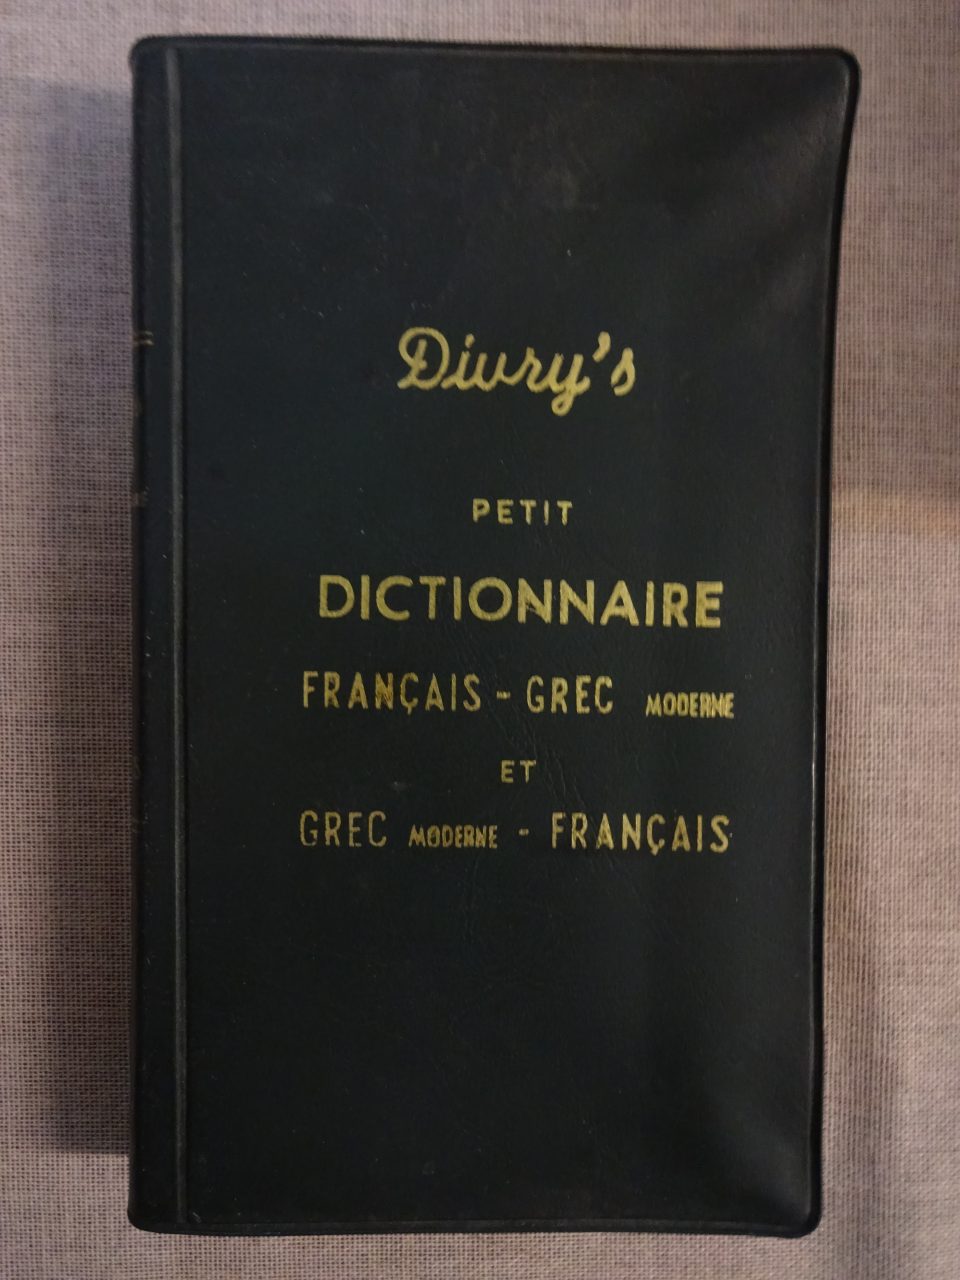 Divry's
PETIT
DICTIONNAIRE
FRANÇAIS - GREC MODERNE
ET
GREC MODERNE - FRANÇAIS